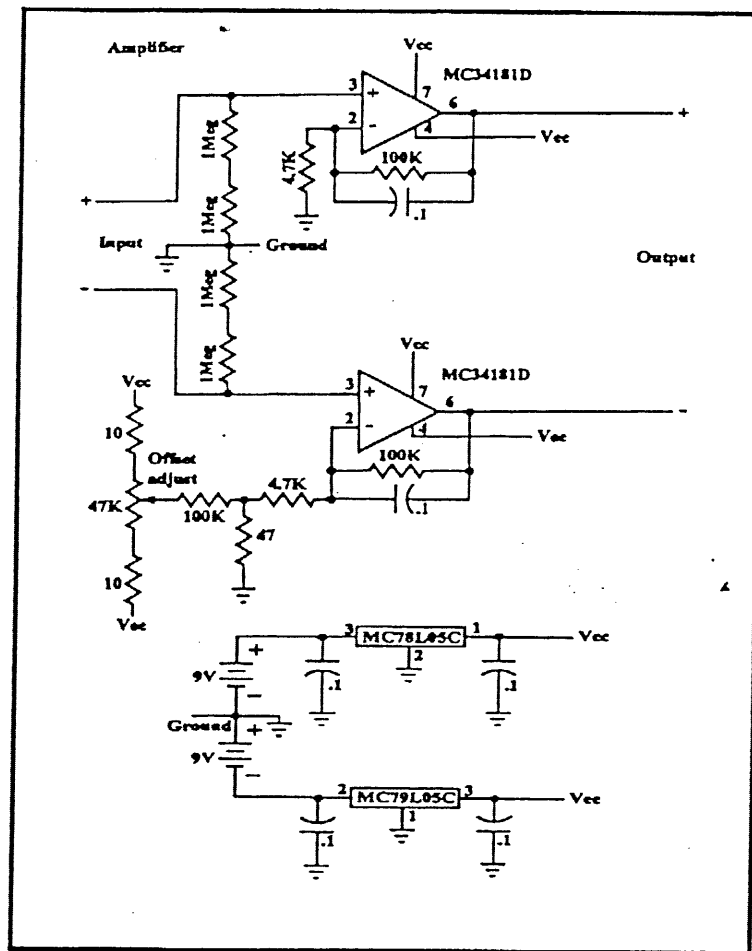 Amplifier
Vcc
MC34181D
3
+
7
6
+
2
-
4
Vee
1Meg
4.7K
100K
.1
+
1Meg
Input
Ground
Output
1Meg
-
1Meg
Vcc
MC34181D
3
+
7
6
-
2
-
4
Vee
Vcc
10
Offset
adjust
100K
47K
100K
4.7K
.1
47
10
Vee
3
MC78L05C
1
Vcc
+
2
9V
.1
.1
-
Ground
+
9V
-
2
MC79L05C
3
Vee
1
.1
.1